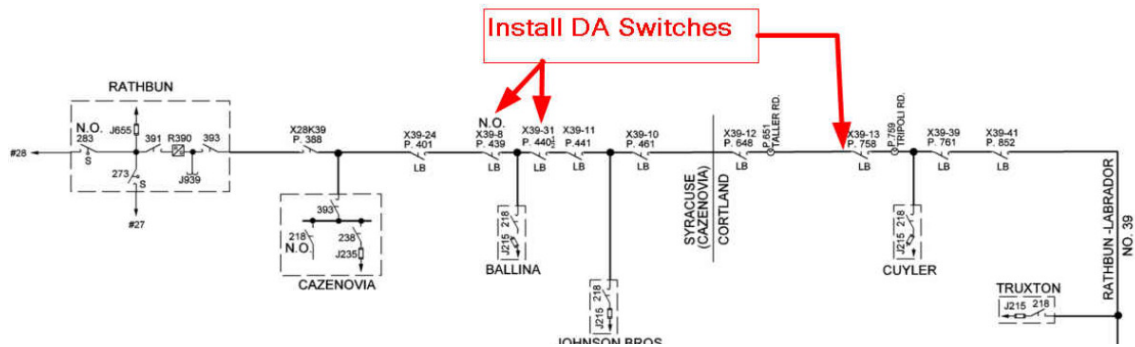 Install DA Switches
RATHBUN
N.O.
283
S
J655
391
R390
393
J939
273
S
#28
#27
X28K39
P. 388
393
218
N.O.
238
J235
CAZENOVIA
X39-24
P. 401
LB
N.O.
X39-8
P. 439
LB
X39-31
P. 440½
LB
X39-11
P. 441
LB
218
J215
BALLINA
218
J215
JOHNSON BROS
X39-10
P. 461
LB
SYRACUSE
(CAZENOVIA)
CORTLAND
X39-12
P. 648
LB
P.651
TALLER RD.
X39-13
P. 758
LB
P.759
TRIPOLI RD.
X39-39
P. 761
LB
X39-41
P. 852
LB
218
J215
CUYLER
RATHBUN -LABRADOR
NO. 39
TRUXTON
J215
218